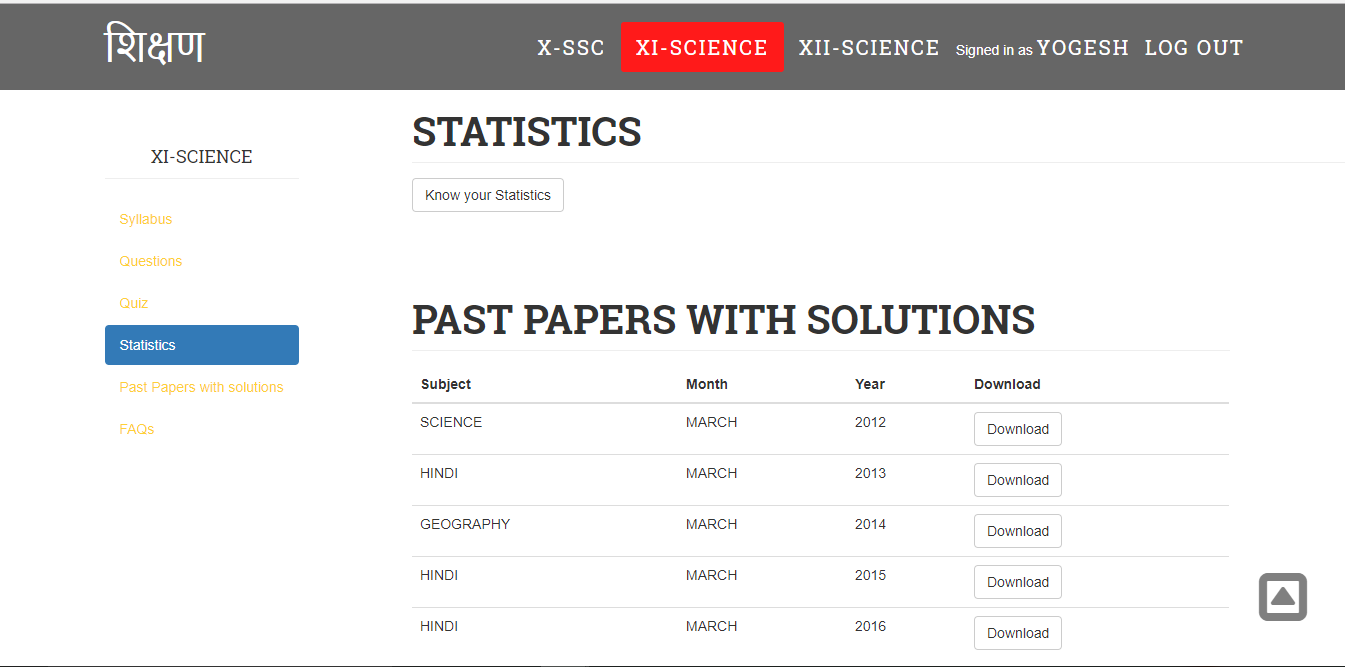 शिक्षण X-SSC XI-SCIENCE XII-SCIENCE Signed in as YOGESH LOG OUT
XI-SCIENCE
Syllabus
Questions
Quiz
Statistics
Past Papers with solutions
FAQs
STATISTICS
Know your Statistics
PAST PAPERS WITH SOLUTIONS
Subject Month Year Download
SCIENCE MARCH 2012 Download
HINDI MARCH 2013 Download
GEOGRAPHY MARCH 2014 Download
HINDI MARCH 2015 Download
HINDI MARCH 2016 Download